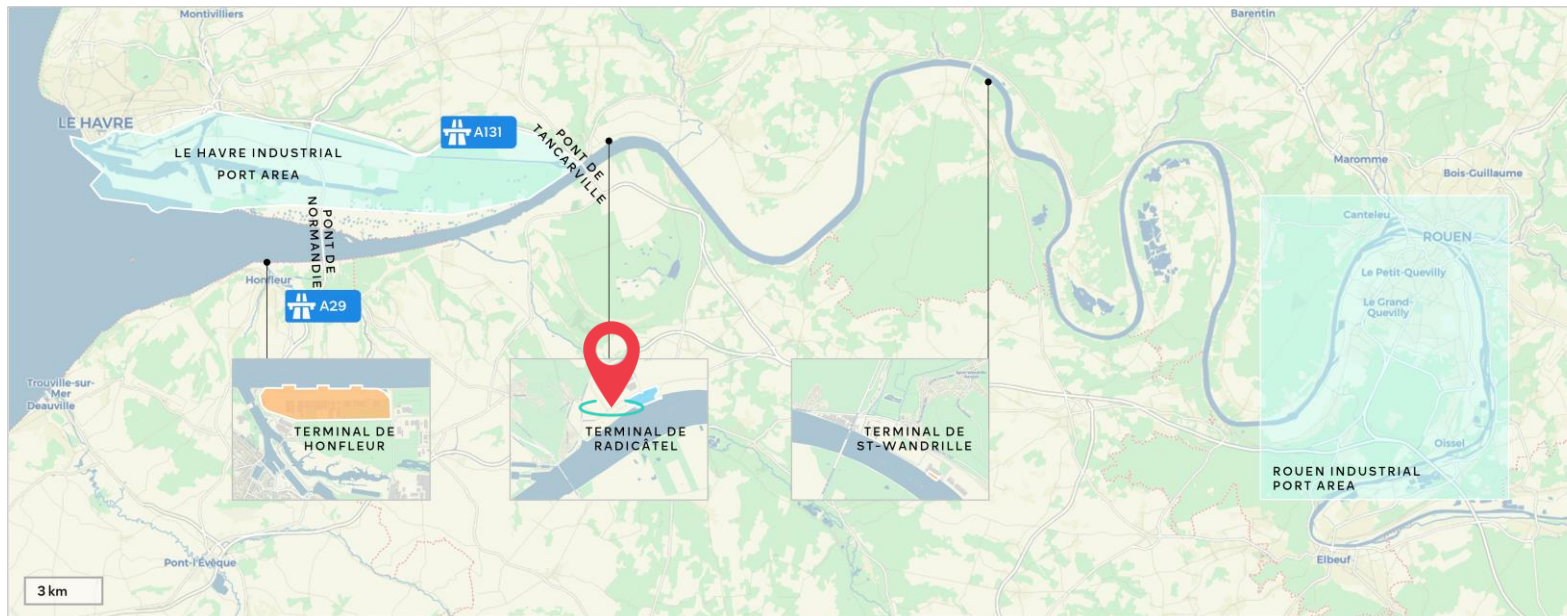 Montivilliers
Barentin
LE HAVRE
A131
LE HAVRE INDUSTRIAL
PORT AREA
PONT DE
TANCARVILLE
Maromme
Bois-Guillaume
PONT DE
NORMANDIE
Canteleu
ROUEN
Honfleur
A29
Le Petit-Quevilly
Le Grand-
Quevilly
Trouville-sur-
Mer
Deauville
TERMINAL DE
HONFLEUR
TERMINAL DE
RADICÂTEL
TERMINAL DE
ST-WANDRILLE
Oissel
ROUEN INDUSTRIAL
PORT AREA
Pont-l'Évêque
Elbeuf
3 km